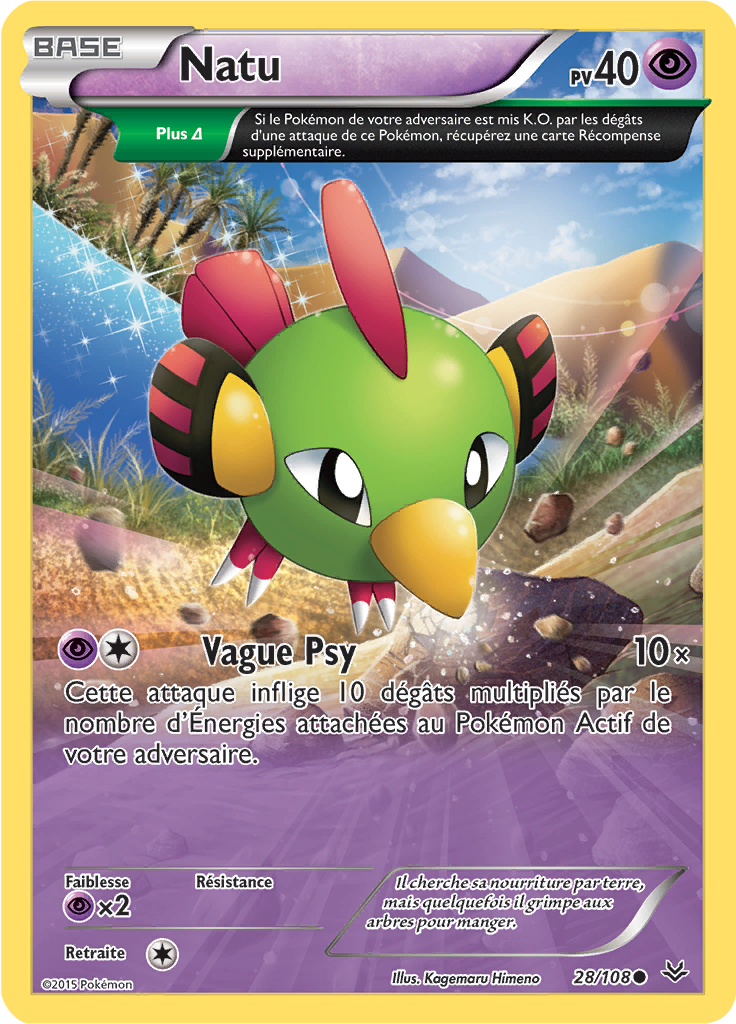 BASE
Natu
PV40
Plus Δ
Si le Pokémon de votre adversaire est mis K.O. par les dégâts
d'une attaque de ce Pokémon, récupérez une carte Récompense
supplémentaire.
Vague Psy 10×
Cette attaque inflige 10 dégâts multipliés par le
nombre d'Énergies attachées au Pokémon Actif de
votre adversaire.
Faiblesse Résistance
×2
Il cherche sa nourriture par terre,
mais quelquefois il grimpe aux
arbres pour manger.
Retraite
©2015 Pokémon
Illus. Kagemaru Himeno
28/108